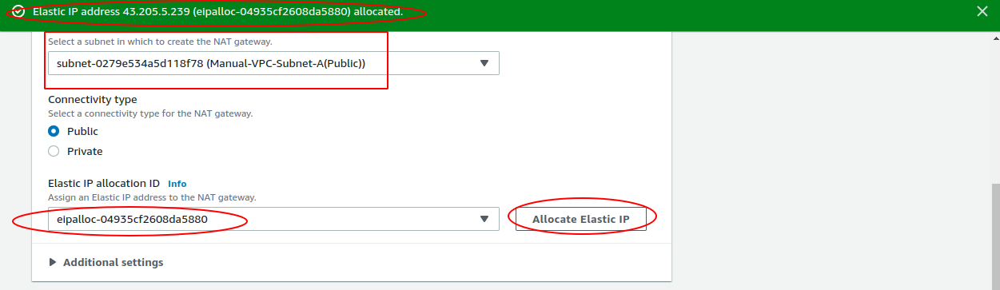 Elastic IP address 43.205.5.239 (eipalloc-04935cf2608da5880) allocated.
Select a subnet in which to create the NAT gateway.
subnet-0279e534a5d118f78 (Manual-VPC-Subnet-A(Public))
Connectivity type
Select a connectivity type for the NAT gateway.
Public
Private
Elastic IP allocation ID Info
Assign an Elastic IP address to the NAT gateway.
eipalloc-04935cf2608da5880
Allocate Elastic IP
Additional settings